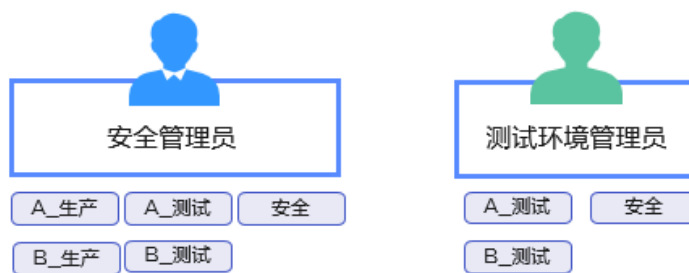 安全管理员
测试环境管理员
A_生产 A_测试 安全
A_测试 安全
B_生产 B_测试
B_测试